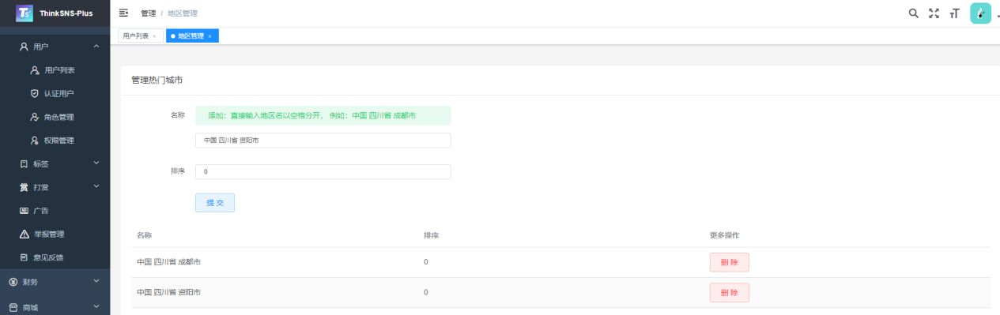 ThinkSNS-Plus
管理 / 地区管理
用户列表 ×
地区管理 ×
用户
用户列表
认证用户
角色管理
权限管理
标签
打赏
广告
举报管理
意见反馈
财务
商城
管理热门城市
名称
添加：直接输入地区名以空格分开， 例如：中国 四川省 成都市
中国 四川省 资阳市
排序
0
提 交
名称 排序 更多操作
中国 四川省 成都市 0 删 除
中国 四川省 资阳市 0 删 除